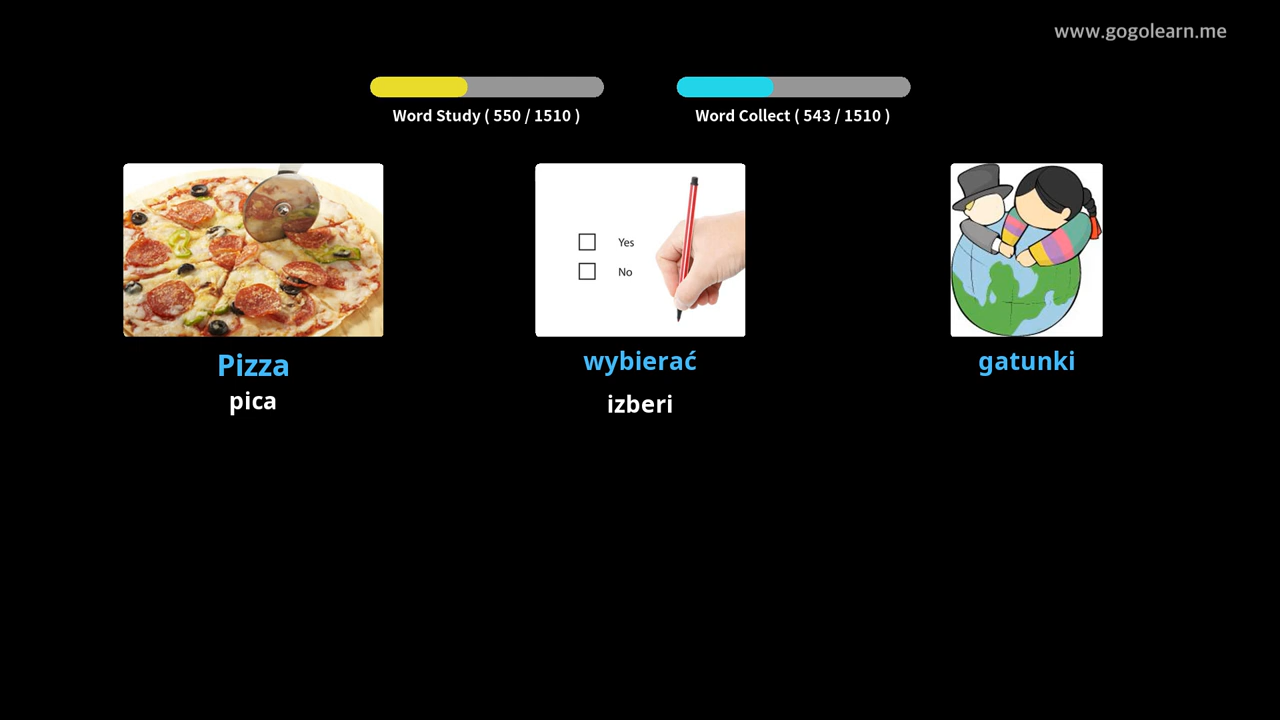 www.gogolearn.me
Word Study ( 550 / 1510 )
Word Collect ( 543 / 1510 )
Yes
No
Pizza
pica
wybierać
izberi
gatunki